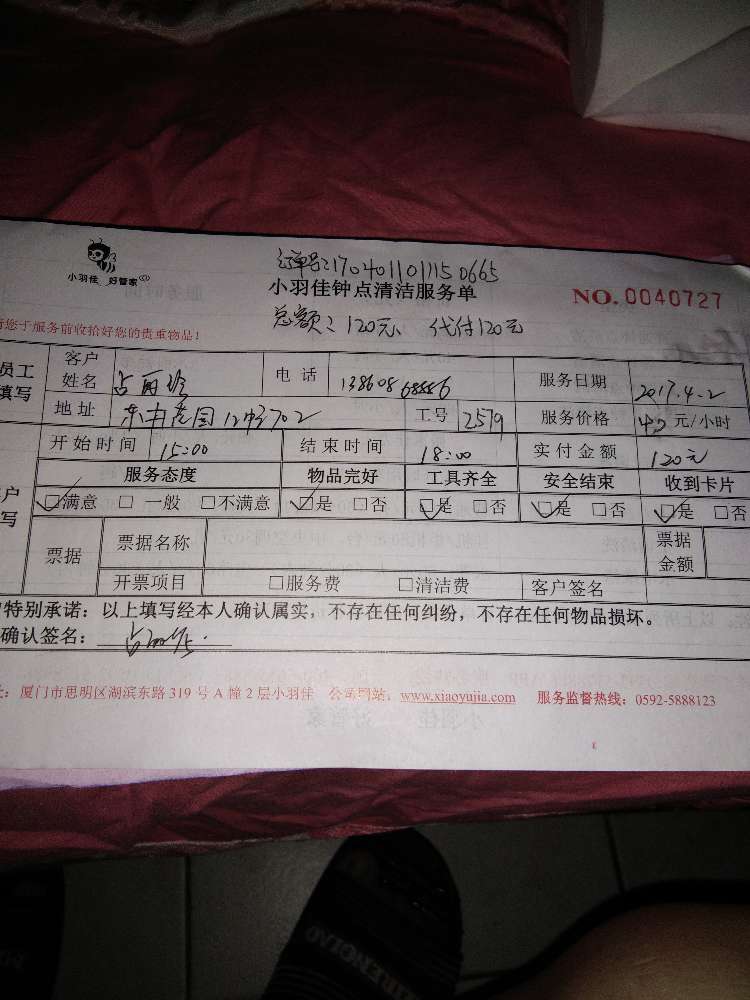 小羽佳 好管家
订单号:170401101115 0665
小羽佳钟点清洁服务单
NO.0040727
总额:120元、代付120元
您于服务前收拾好您的贵重物品!
员工填写 客户姓名 占丽珍 电话 13860868886 服务日期 2017.4.2
地址 702 工号 2579 服务价格 40元/小时
开始时间 15:00 结束时间 18:00 实付金额 120元
服务态度 物品完好 工具齐全 安全结束 收到卡片
☑满意 □ 一般 □不满意 ☑是 □否 ☑是 □否 ☑是 □否 ☑是 □否
票据 票据名称 票据金额
开票项目 □服务费 □清洁费 客户签名
特别承诺:以上填写经本人确认属实,不存在任何纠纷,不存在任何物品损坏。
确认签名:
厦门市思明区湖滨东路 319 号 A 幢 2 层小羽佳 公司网站:www.xiaoyujia.com 服务监督热线:0592-5888123